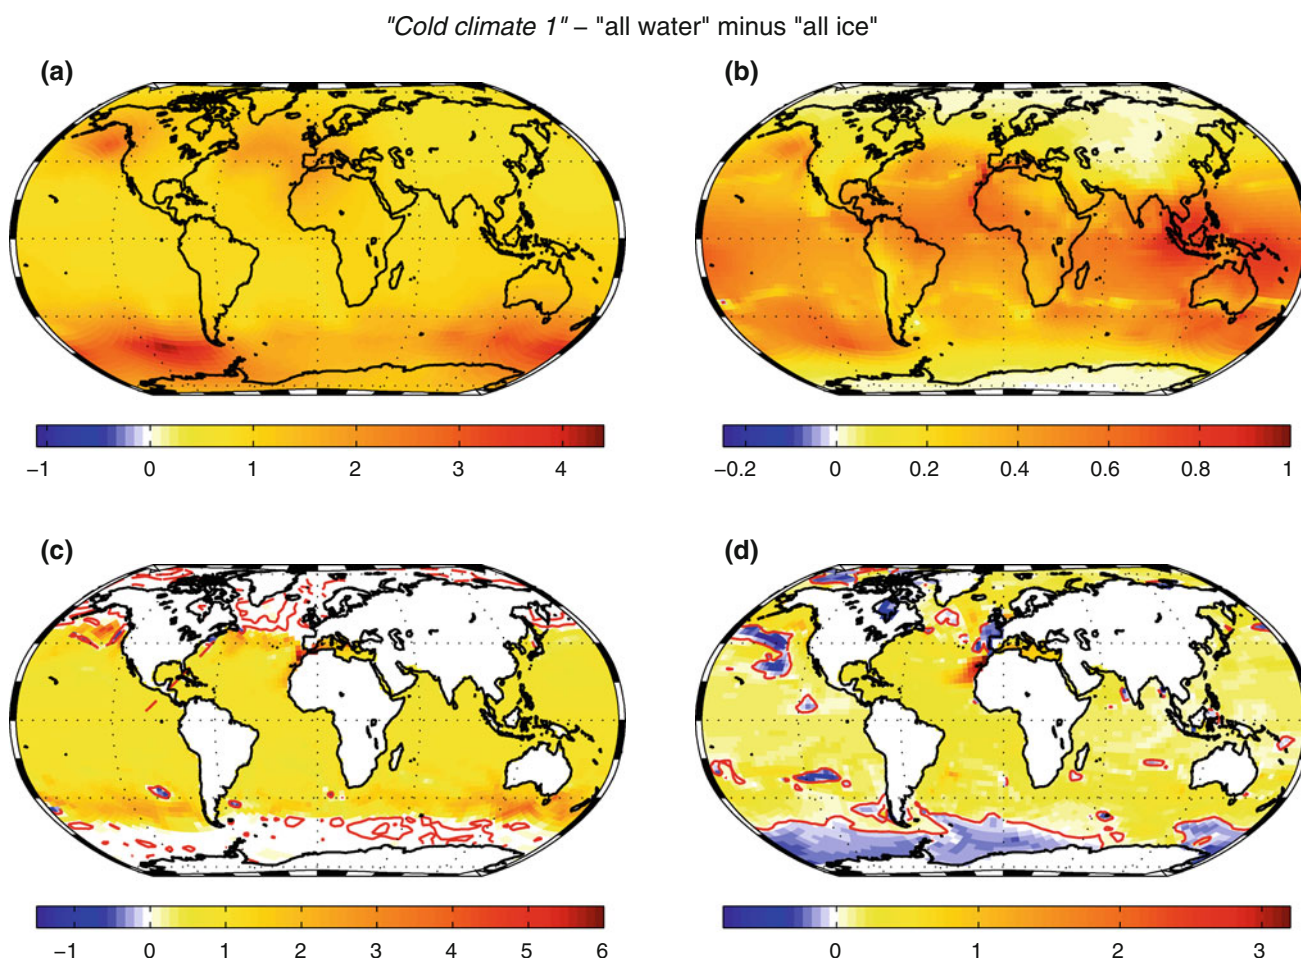 "Cold climate 1" – "all water" minus "all ice"
(a)
(b)
−1 0 1 2 3 4
−0.2 0 0.2 0.4 0.6 0.8 1
(c)
(d)
−1 0 1 2 3 4 5 6
0 1 2 3